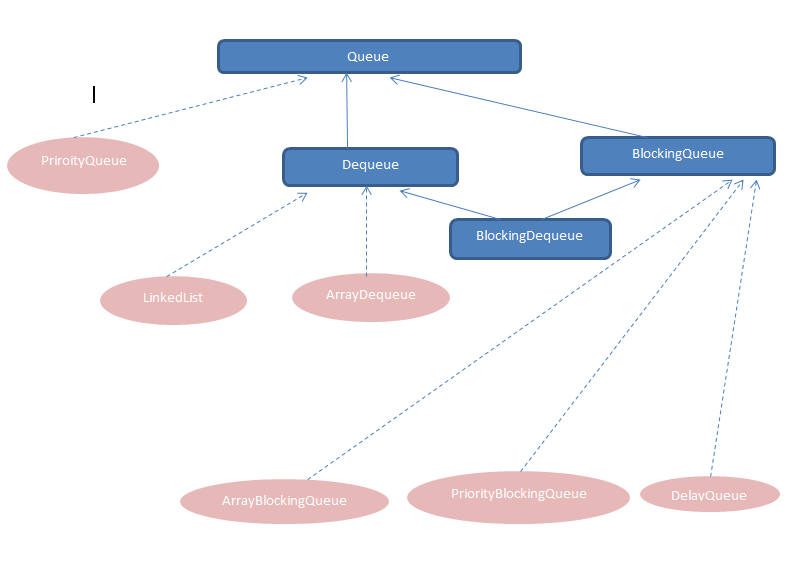 Queue
PriroityQueue
Dequeue
BlockingQueue
BlockingDequeue
LinkedList
ArrayDequeue
ArrayBlockingQueue
PriorityBlockingQueue
DelayQueue